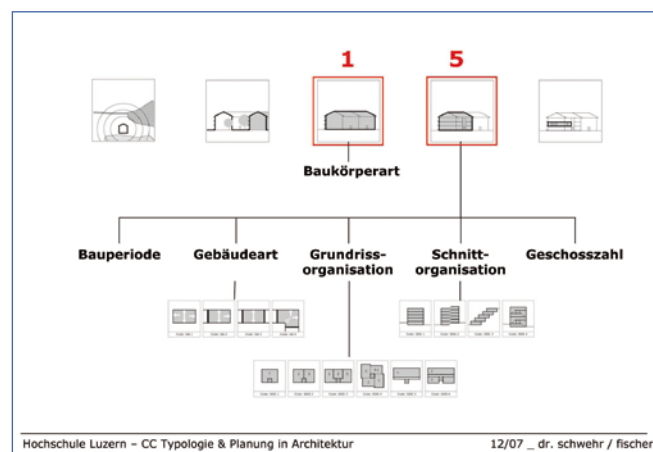 1
5
Baukörperart
Bauperiode
Gebäudeart
Grundriss-
organisation
Schnitt-
organisation
Geschosszahl
Hochschule Luzern – CC Typologie & Planung in Architektur
12/07 _ dr. schwehr / fischer